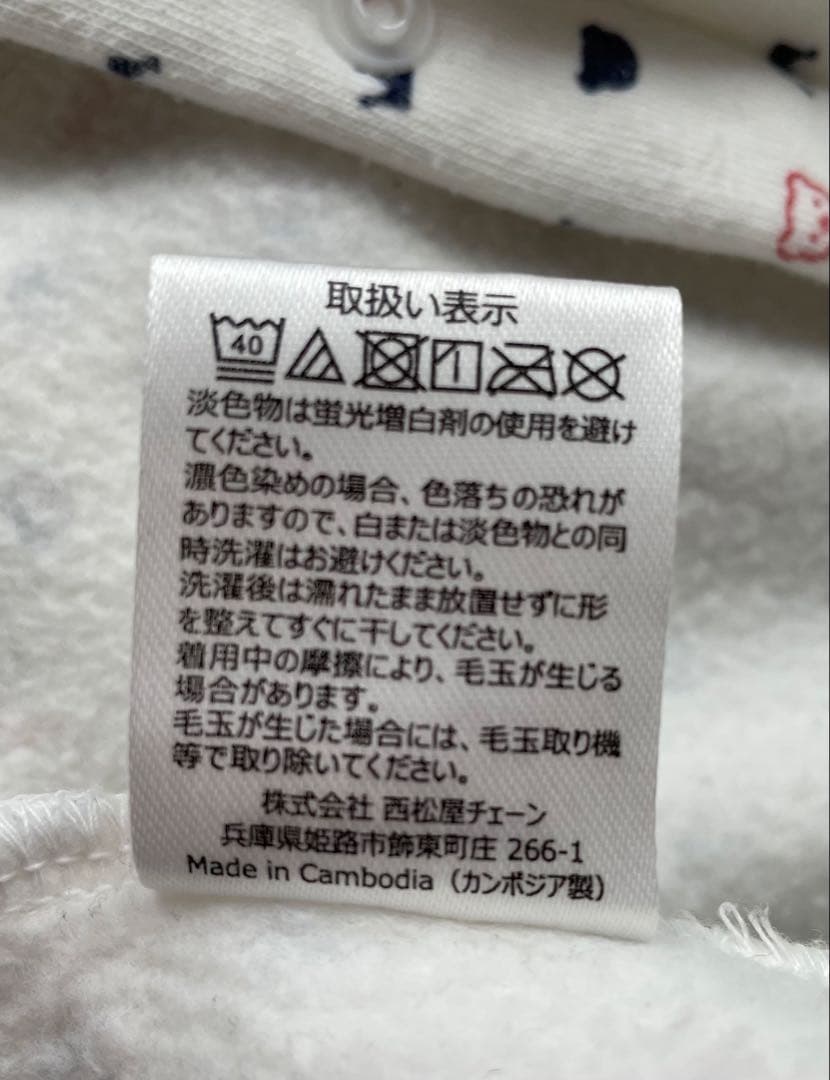 取扱い表示
40
淡色物は蛍光増白剤の使用を避け
てください。
濃色染めの場合、色落ちの恐れが
ありますので、白または淡色物との同
時洗濯はお避けください。
洗濯後は濡れたまま放置せずに形
を整えてすぐに干してください。
着用中の摩擦により、毛玉が生じる
場合があります。
毛玉が生じた場合には、毛玉取り機
等で取り除いてください。
株式会社 西松屋チェーン
兵庫県姫路市飾東町庄 266-1
Made in Cambodia（カンボジア製）